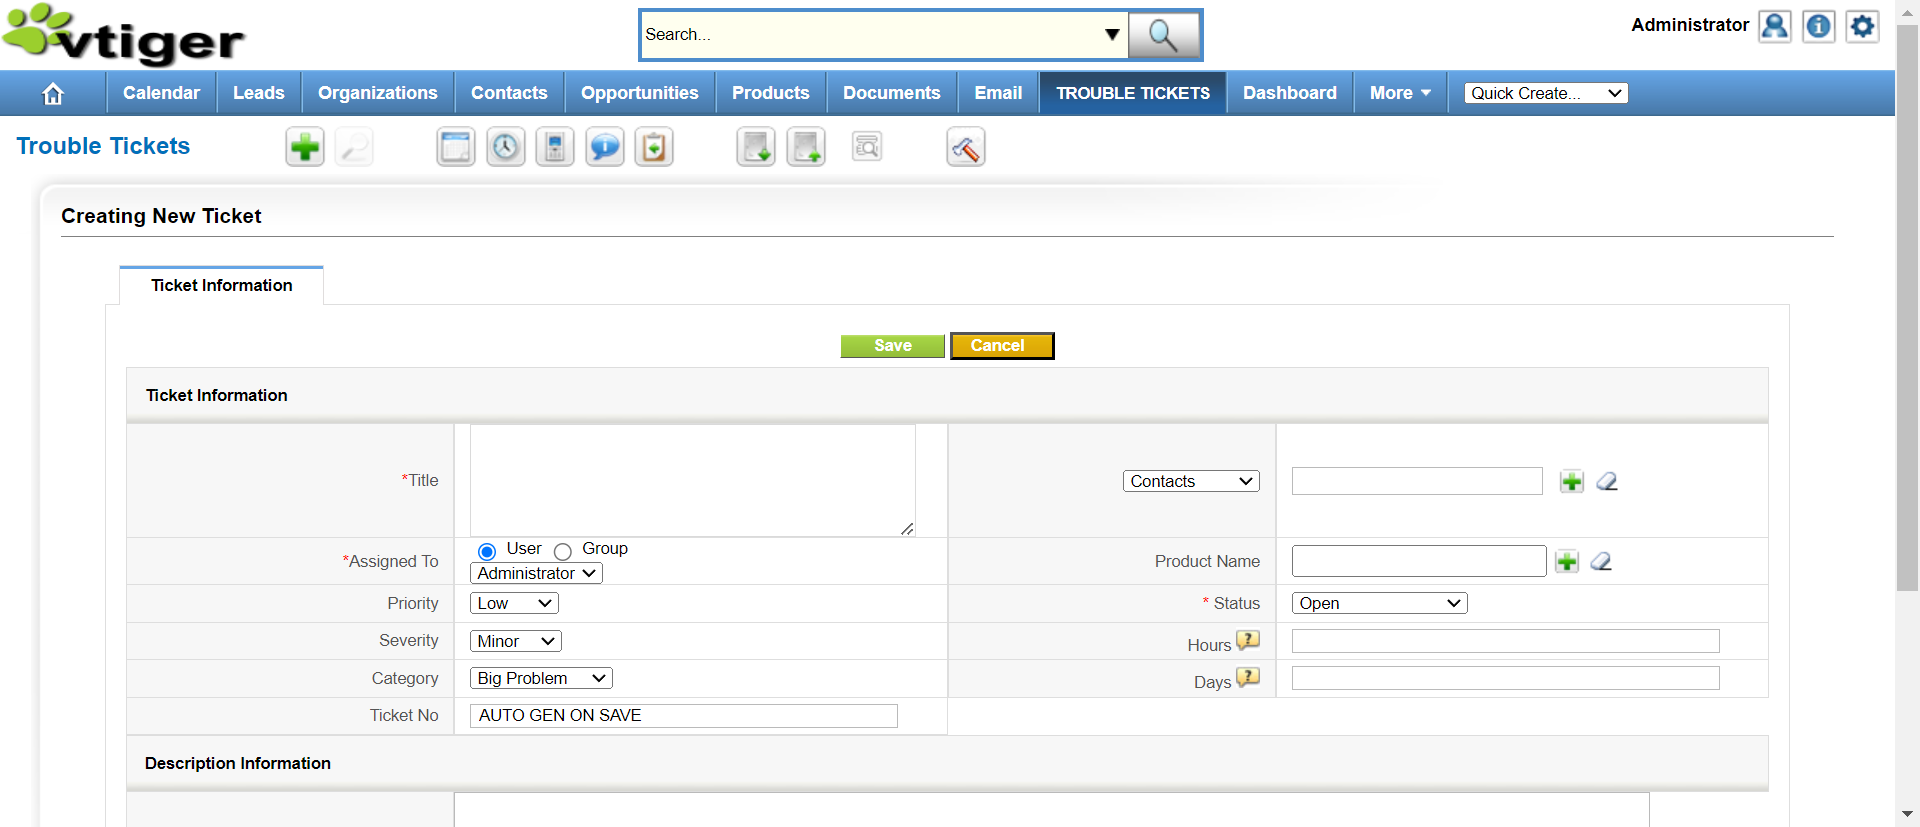 vtiger
Search...
Administrator
Calendar Leads Organizations Contacts Opportunities Products Documents Email TROUBLE TICKETS Dashboard More Quick Create...
Trouble Tickets
Creating New Ticket
Ticket Information
Save Cancel
Ticket Information
*Title Contacts
*Assigned To User Group
Administrator
Product Name
Priority Low * Status Open
Severity Minor Hours ?
Category Big Problem Days ?
Ticket No AUTO GEN ON SAVE
Description Information